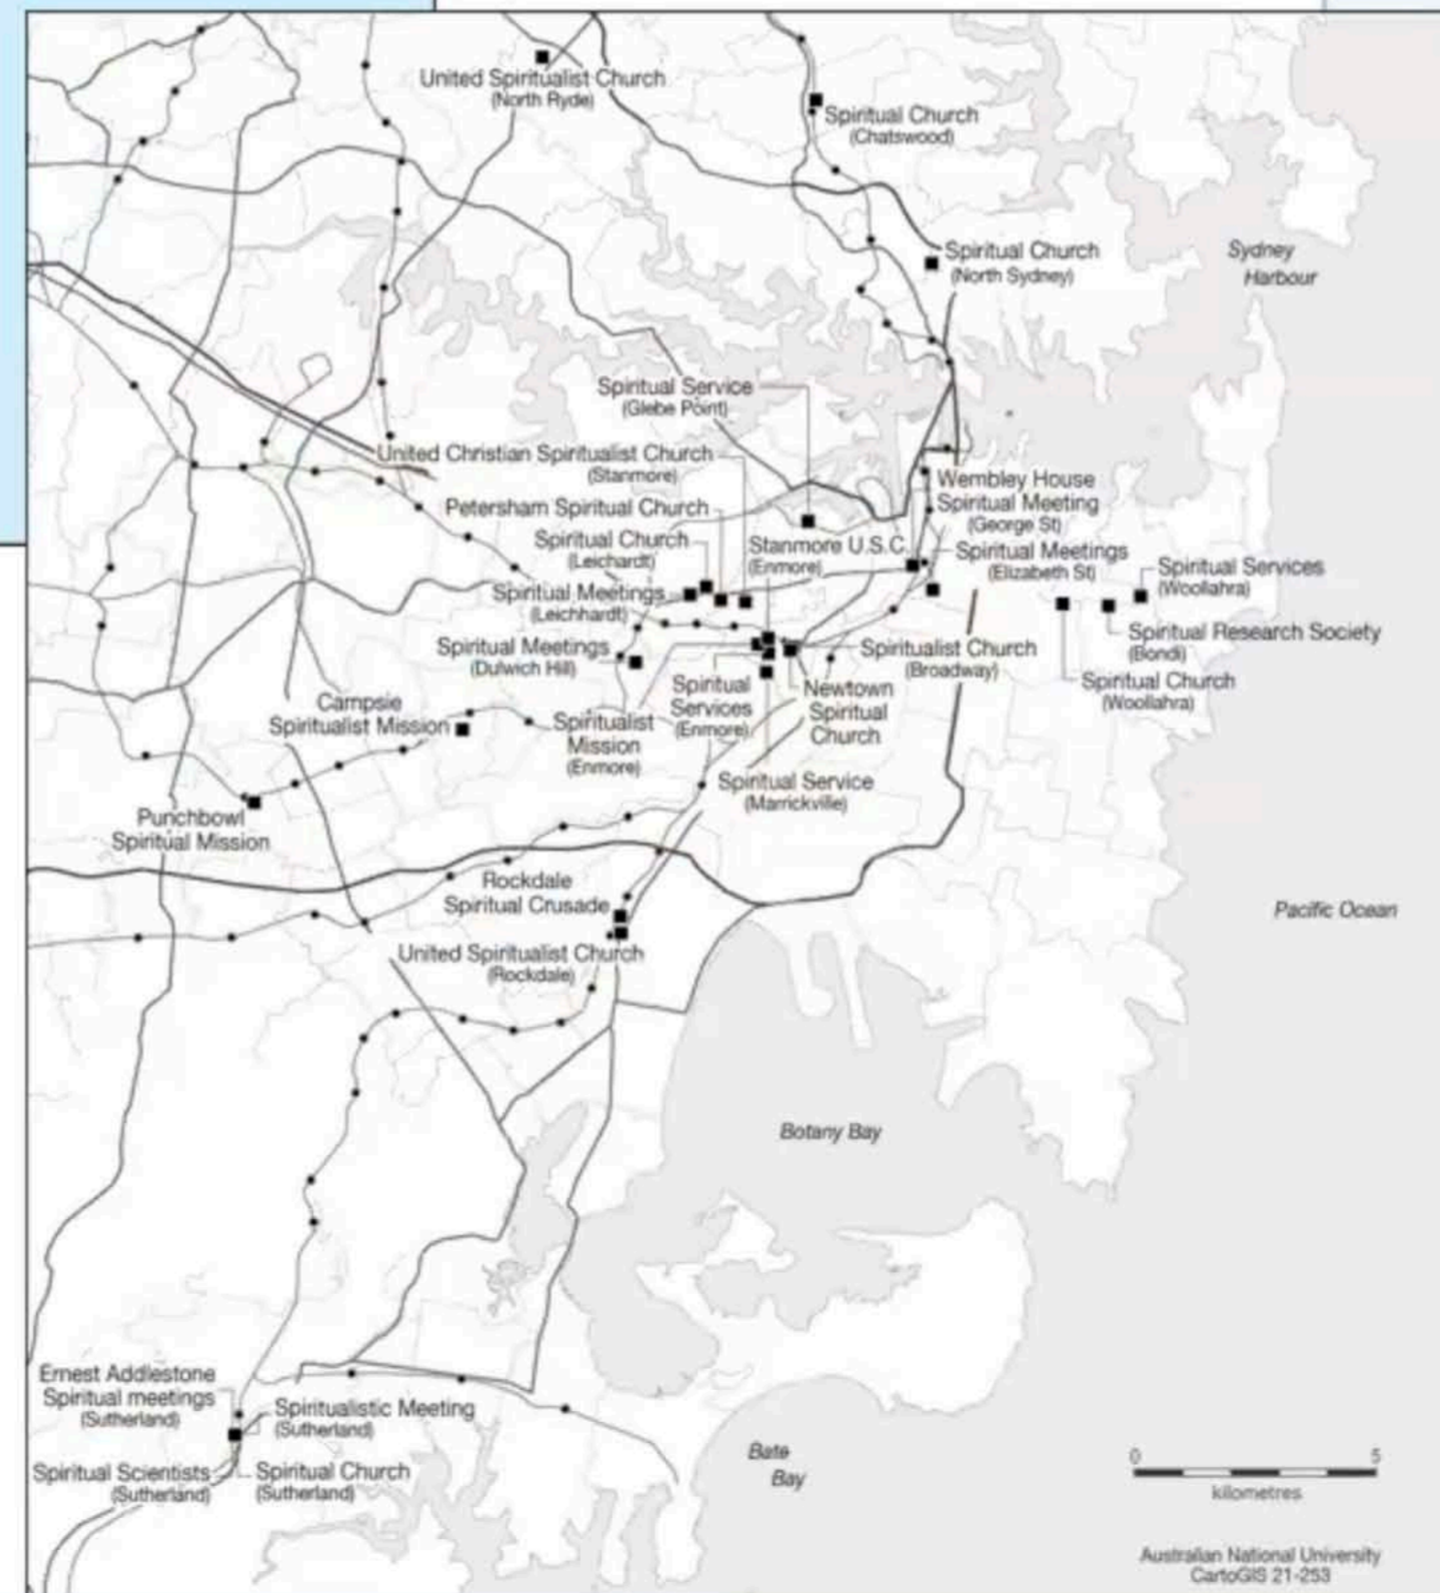 United Spiritualist Church
(North Ryde)
Spiritual Church
(Chatswood)
Spiritual Church
(North Sydney)
Sydney
Harbour
Spiritual Service
(Glebe Point)
United Christian Spiritualist Church
(Stanmore)
Wembley House
Spiritual Meeting
(George St)
Petersham Spiritual Church
Spiritual Church
(Leichardt)
Stanmore U.S.C.
(Enmore)
Spiritual Meetings
(Elizabeth St)
Spiritual Services
(Woollahra)
Spiritual Meetings
(Leichhardt)
Spiritual Research Society
(Bondi)
Spiritual Meetings
(Dulwich Hill)
Spiritualist Church
(Broadway)
Spiritual Church
(Woollahra)
Spiritual
Services
(Enmore)
Newtown
Spiritual
Church
Campsie
Spiritualist Mission
Spiritualist
Mission
(Enmore)
Spiritual Service
(Marrickville)
Punchbowl
Spiritual Mission
Rockdale
Spiritual Crusade
Pacific Ocean
United Spiritualist Church
(Rockdale)
Botany Bay
Ernest Addlestone
Spiritual meetings
(Sutherland)
Spiritualistic Meeting
(Sutherland)
Spiritual Scientists
(Sutherland)
Spiritual Church
(Sutherland)
Bate
Bay
0 5
kilometres
Australian National University
CartoGIS 21-253